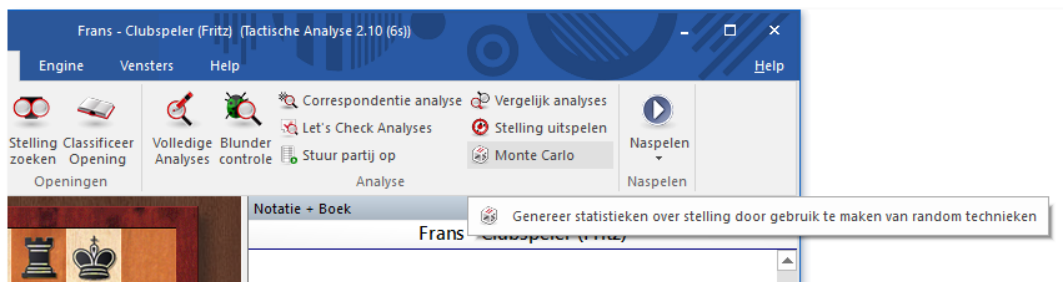 Frans - Clubspeler (Fritz) (Tactische Analyse 2.10 (6s))
Engine Vensters Help Help
Stelling zoeken
Classificeer Opening
Openingen
Volledige Analyses
Blunder controle
Correspondentie analyse
Let's Check Analyses
Stuur partij op
Vergelijk analyses
Stelling uitspelen
Monte Carlo
Analyse
Naspelen
Naspelen
Notatie + Boek
Genereer statistieken over stelling door gebruik te maken van random technieken
Frans - Clubspeler (Fritz)